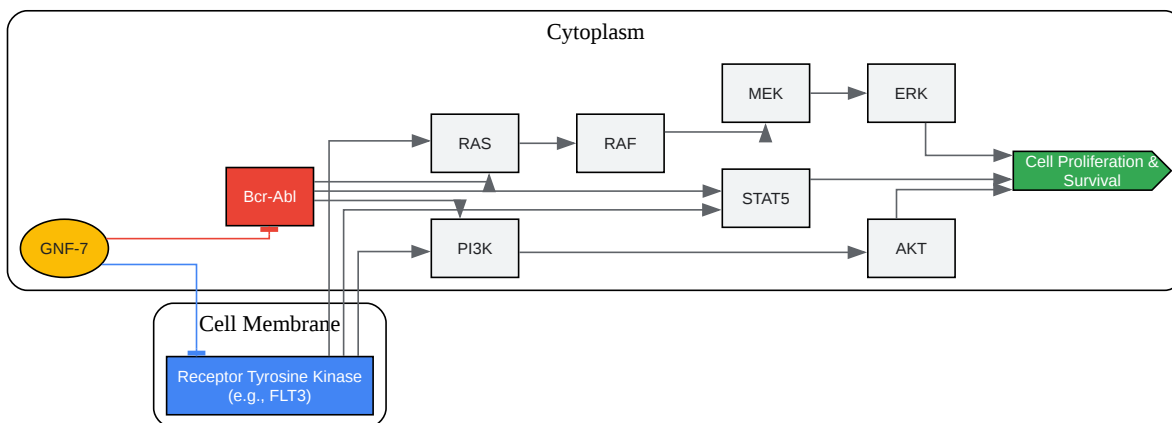 Cytoplasm
MEK
ERK
RAS
RAF
Cell Proliferation &
Survival
Bcr-Abl
STAT5
GNF-7
PI3K
AKT
Cell Membrane
Receptor Tyrosine Kinase
(e.g., FLT3)